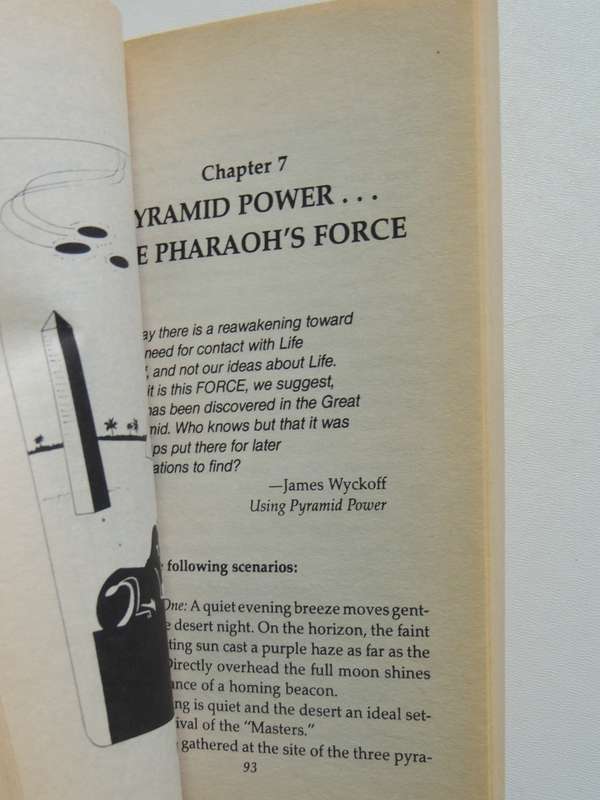 Chapter 7
YRAMID POWER . . .
E PHARAOH'S FORCE
ay there is a reawakening toward
need for contact with Life
, and not our ideas about Life.
it is this FORCE, we suggest,
has been discovered in the Great
mid. Who knows but that it was
ps put there for later
ations to find?
—James Wyckoff
Using Pyramid Power
following scenarios:
One: A quiet evening breeze moves gent-
e desert night. On the horizon, the faint
ting sun cast a purple haze as far as the
Directly overhead the full moon shines
ance of a homing beacon.
ng is quiet and the desert an ideal set-
ival of the "Masters."
gathered at the site of the three pyra-
93